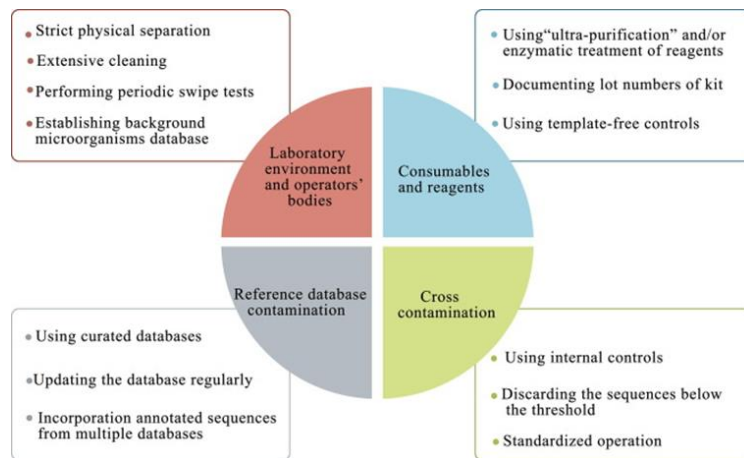 Strict physical separation
Extensive cleaning
Performing periodic swipe tests
Establishing background
microorganisms database
Using“ultra-purification” and/or
enzymatic treatment of reagents
Documenting lot numbers of kit
Using template-free controls
Laboratory
environment
and operators’
bodies
Consumables
and reagents
Reference database
contamination
Cross
contamination
Using curated databases
Updating the database regularly
Incorporation annotated sequences
from multiple databases
Using internal controls
Discarding the sequences below
the threshold
Standardized operation